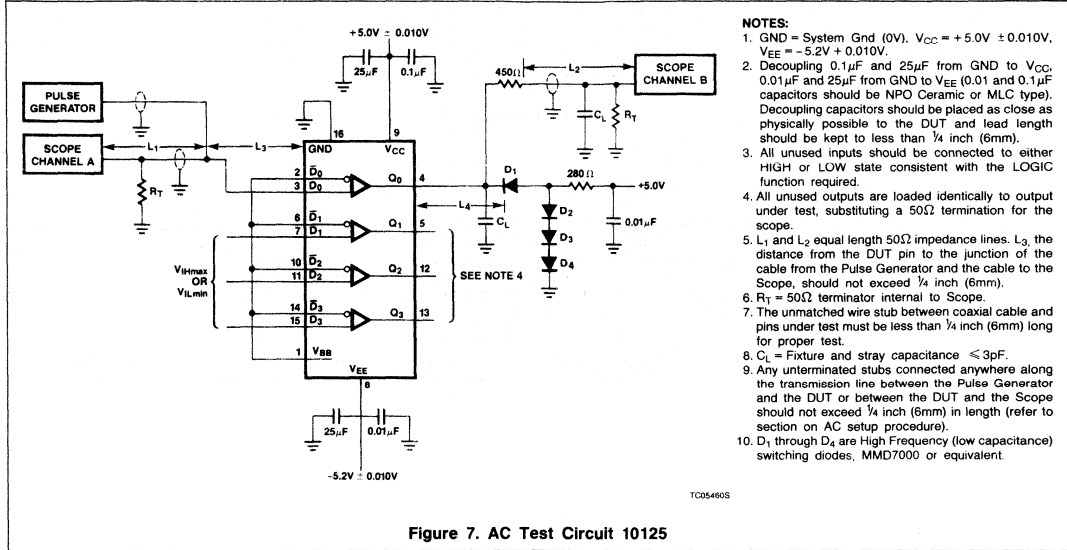 +5.0V ± 0.010V
25μF
0.1μF
450Ω
L2
SCOPE
CHANNEL B
CL
RT
PULSE
GENERATOR
SCOPE
CHANNEL A
L1
L3
RT
16
9
GND
VCC
2
D̅0
3
D0
Q0
4
6
D̅1
7
D1
Q1
5
10
D̅2
11
D2
Q2
12
14
D̅3
15
D3
Q3
13
1
VBB
VEE
8
VIHmax
OR
VILmin
SEE NOTE 4
L4
CL
D1
280 Ω
+5.0V
D2
D3
D4
0.01μF
25μF
0.01μF
-5.2V ± 0.010V
TC05460S
NOTES:
1. GND = System Gnd (0V), VCC = +5.0V ±0.010V,
VEE = -5.2V + 0.010V.
2. Decoupling 0.1μF and 25μF from GND to VCC,
0.01μF and 25μF from GND to VEE (0.01 and 0.1μF
capacitors should be NPO Ceramic or MLC type).
Decoupling capacitors should be placed as close as
physically possible to the DUT and lead length
should be kept to less than 1/4 inch (6mm).
3. All unused inputs should be connected to either
HIGH or LOW state consistent with the LOGIC
function required.
4. All unused outputs are loaded identically to output
under test, substituting a 50Ω termination for the
scope.
5. L1 and L2 equal length 50Ω impedance lines. L3, the
distance from the DUT pin to the junction of the
cable from the Pulse Generator and the cable to the
Scope, should not exceed 1/4 inch (6mm).
6. RT = 50Ω terminator internal to Scope.
7. The unmatched wire stub between coaxial cable and
pins under test must be less than 1/4 inch (6mm) long
for proper test.
8. CL = Fixture and stray capacitance ≤ 3pF.
9. Any unterminated stubs connected anywhere along
the transmission line between the Pulse Generator
and the DUT or between the DUT and the Scope
should not exceed 1/4 inch (6mm) in length (refer to
section on AC setup procedure).
10. D1 through D4 are High Frequency (low capacitance)
switching diodes, MMD7000 or equivalent.
Figure 7. AC Test Circuit 10125